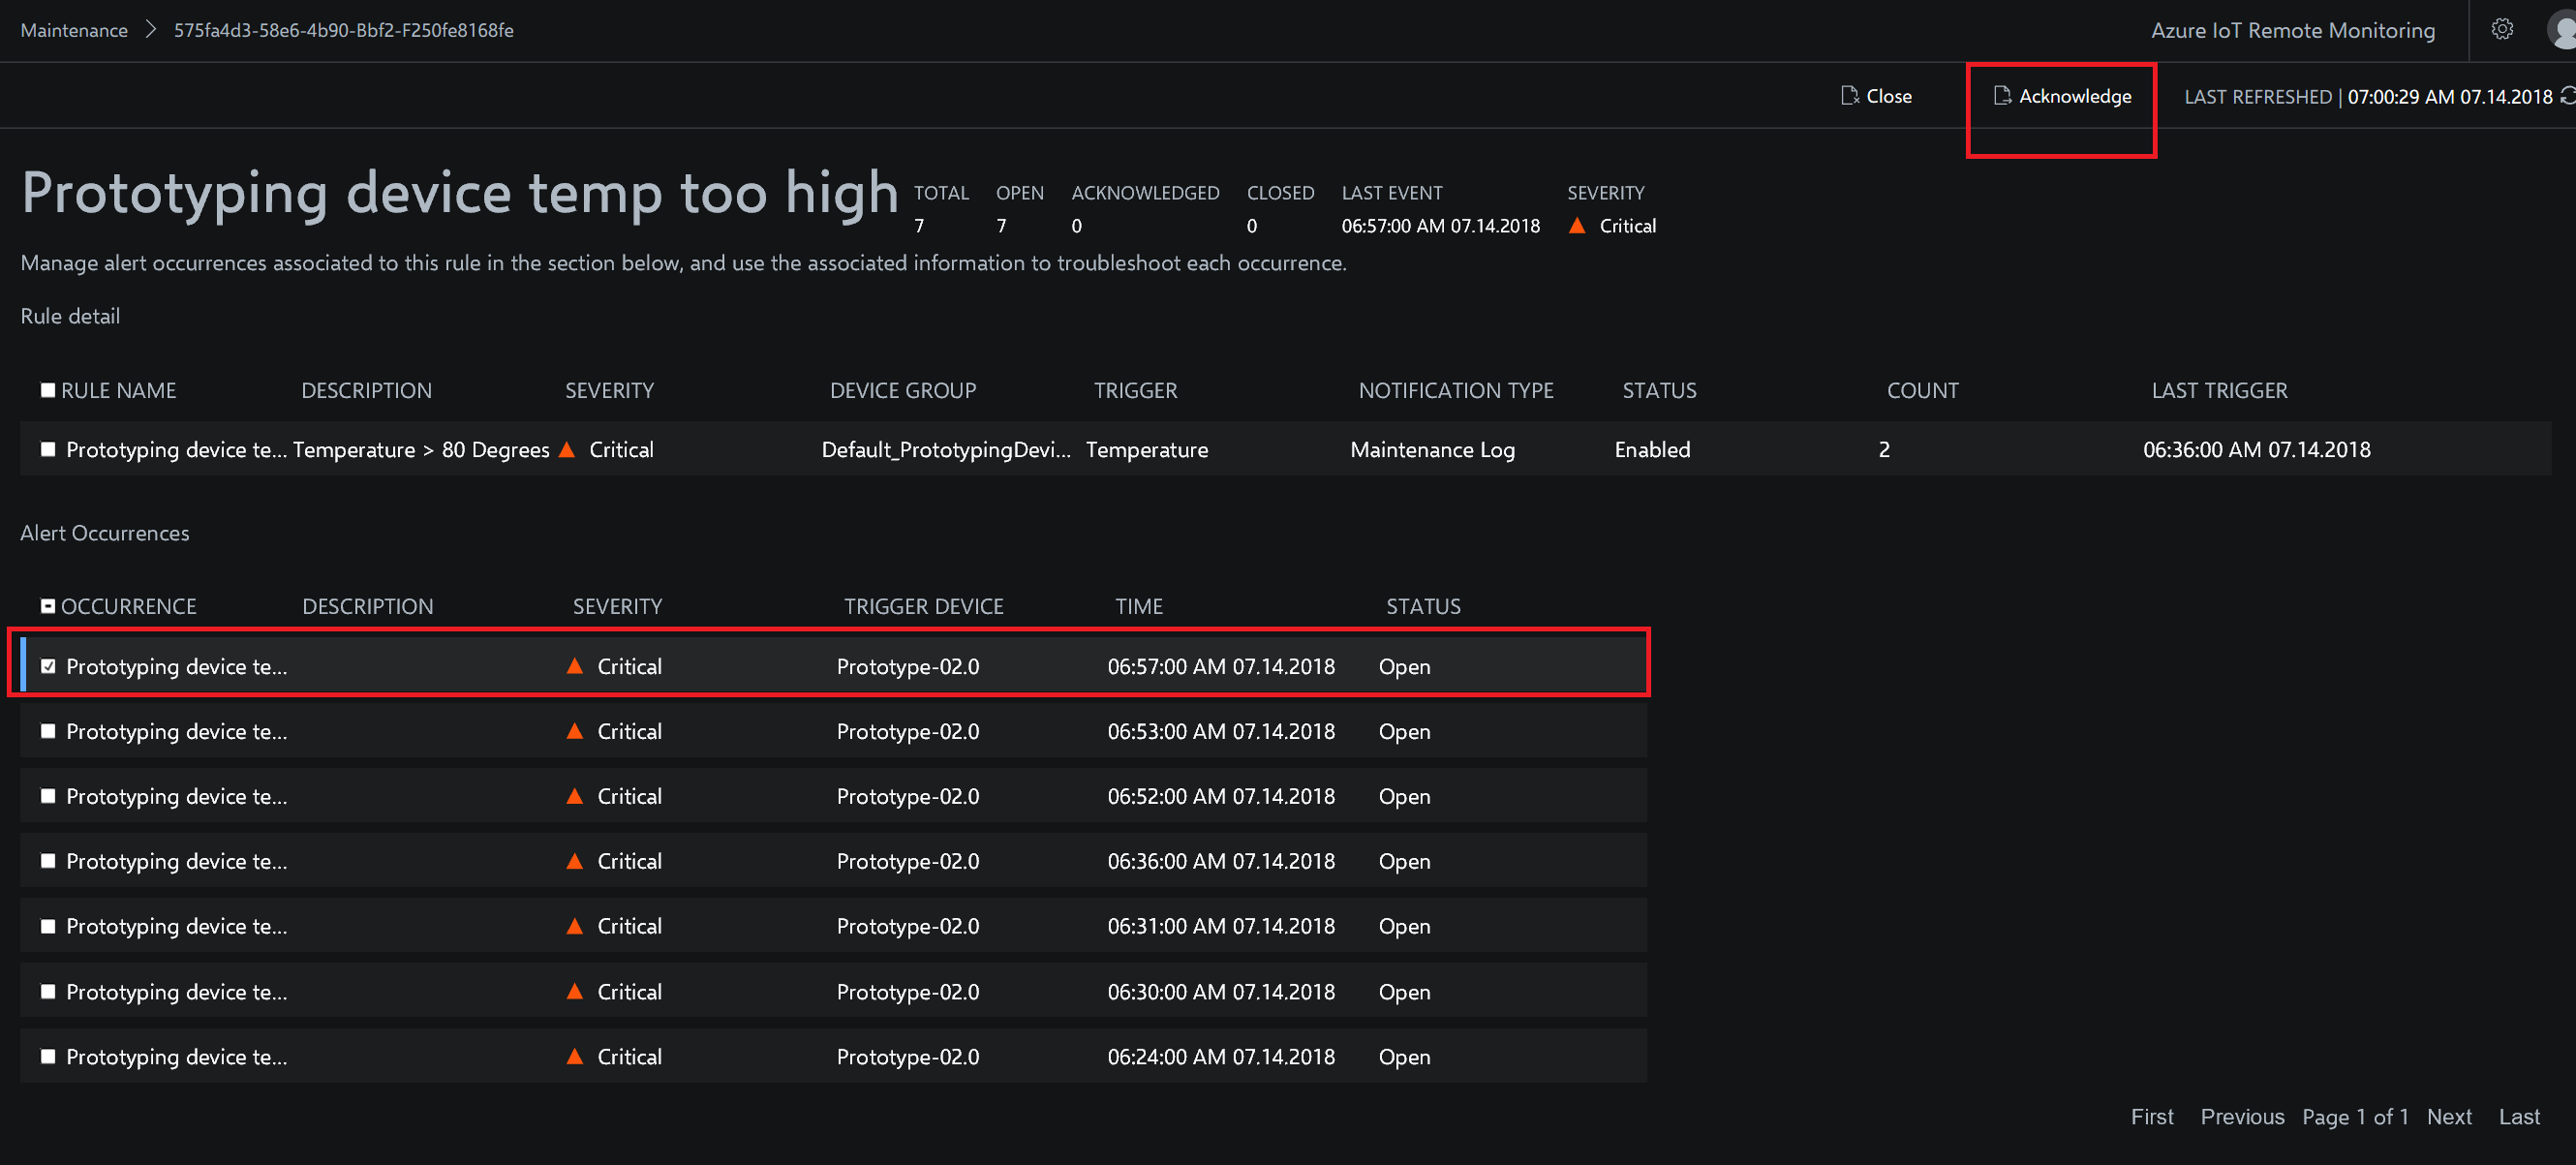 Maintenance > 575fa4d3-58e6-4b90-Bbf2-F250fe8168fe Azure IoT Remote Monitoring
Close Acknowledge LAST REFRESHED | 07:00:29 AM 07.14.2018
Prototyping device temp too high TOTAL OPEN ACKNOWLEDGED CLOSED LAST EVENT SEVERITY
7 7 0 0 06:57:00 AM 07.14.2018 Critical
Manage alert occurrences associated to this rule in the section below, and use the associated information to troubleshoot each occurrence.
Rule detail
RULE NAME DESCRIPTION SEVERITY DEVICE GROUP TRIGGER NOTIFICATION TYPE STATUS COUNT LAST TRIGGER
Prototyping device te... Temperature > 80 Degrees Critical Default_PrototypingDevi... Temperature Maintenance Log Enabled 2 06:36:00 AM 07.14.2018
Alert Occurrences
OCCURRENCE DESCRIPTION SEVERITY TRIGGER DEVICE TIME STATUS
Prototyping device te... Critical Prototype-02.0 06:57:00 AM 07.14.2018 Open
Prototyping device te... Critical Prototype-02.0 06:53:00 AM 07.14.2018 Open
Prototyping device te... Critical Prototype-02.0 06:52:00 AM 07.14.2018 Open
Prototyping device te... Critical Prototype-02.0 06:36:00 AM 07.14.2018 Open
Prototyping device te... Critical Prototype-02.0 06:31:00 AM 07.14.2018 Open
Prototyping device te... Critical Prototype-02.0 06:30:00 AM 07.14.2018 Open
Prototyping device te... Critical Prototype-02.0 06:24:00 AM 07.14.2018 Open
First Previous Page 1 of 1 Next Last